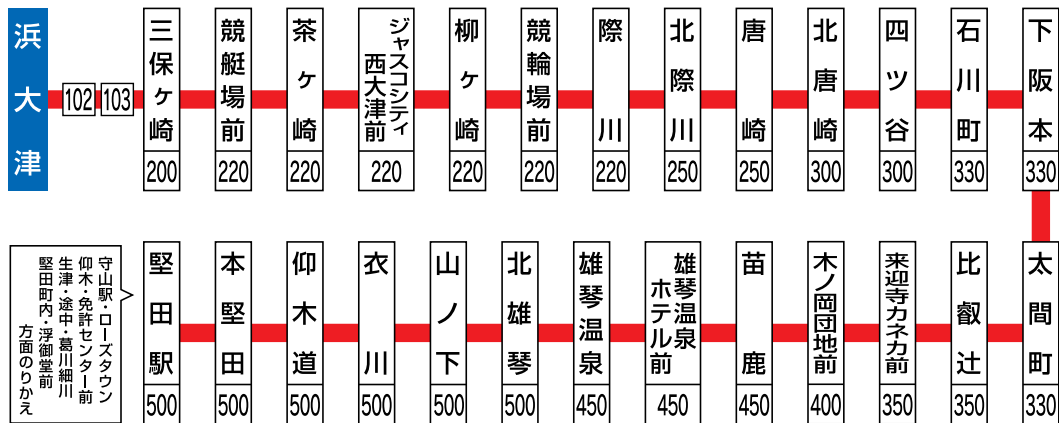 浜大津
102
103
三保ヶ崎
200
競艇場前
220
茶ヶ崎
220
ジャスコシティ
西大津前
220
柳ヶ崎
220
競輪場前
220
際川
220
北際川
250
唐崎
250
北唐崎
300
四ツ谷
300
石川町
330
下阪本
330
太間町
330
比叡辻
350
来迎寺カネカ前
350
木ノ岡団地前
400
苗鹿
450
雄琴温泉
ホテル前
450
雄琴温泉
450
北雄琴
500
山ノ下
500
衣川
500
仰木道
500
本堅田
500
堅田駅
500
守山駅・ローズタウン
仰木・免許センター前
生津・途中・葛川細川
堅田町内・浮御堂前
方面のりかえ